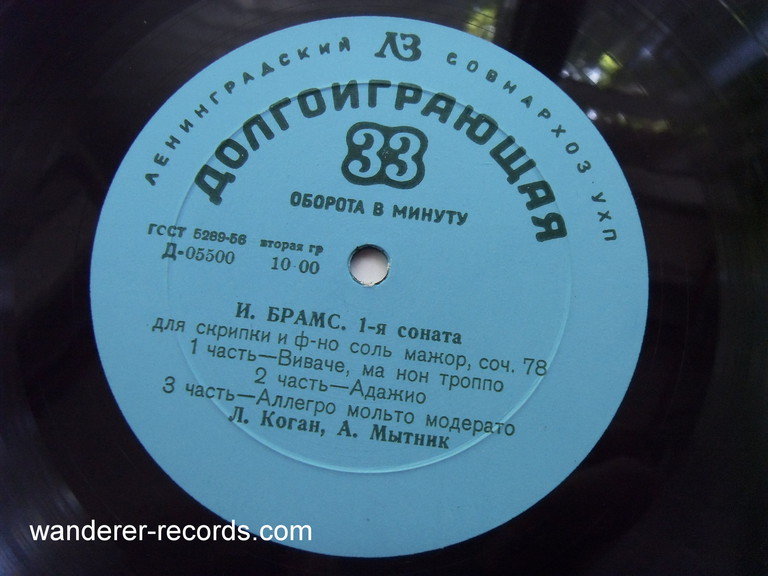 ЛЕНИНГРАДСКИЙ ЛЗ СОВНАРХОЗ·УХП
ДОЛГОИГРАЮЩАЯ
33
ОБОРОТА В МИНУТУ
ГОСТ 5289-56 вторая гр
Д-05500 10-00
И. БРАМС. 1-я соната
для скрипки и ф-но соль мажор, соч. 78
1 часть—Виваче, ма нон троппо
2 часть—Адажио
3 часть—Аллегро мольто модерато
Л. Коган, А. Мытник
wanderer-records.com